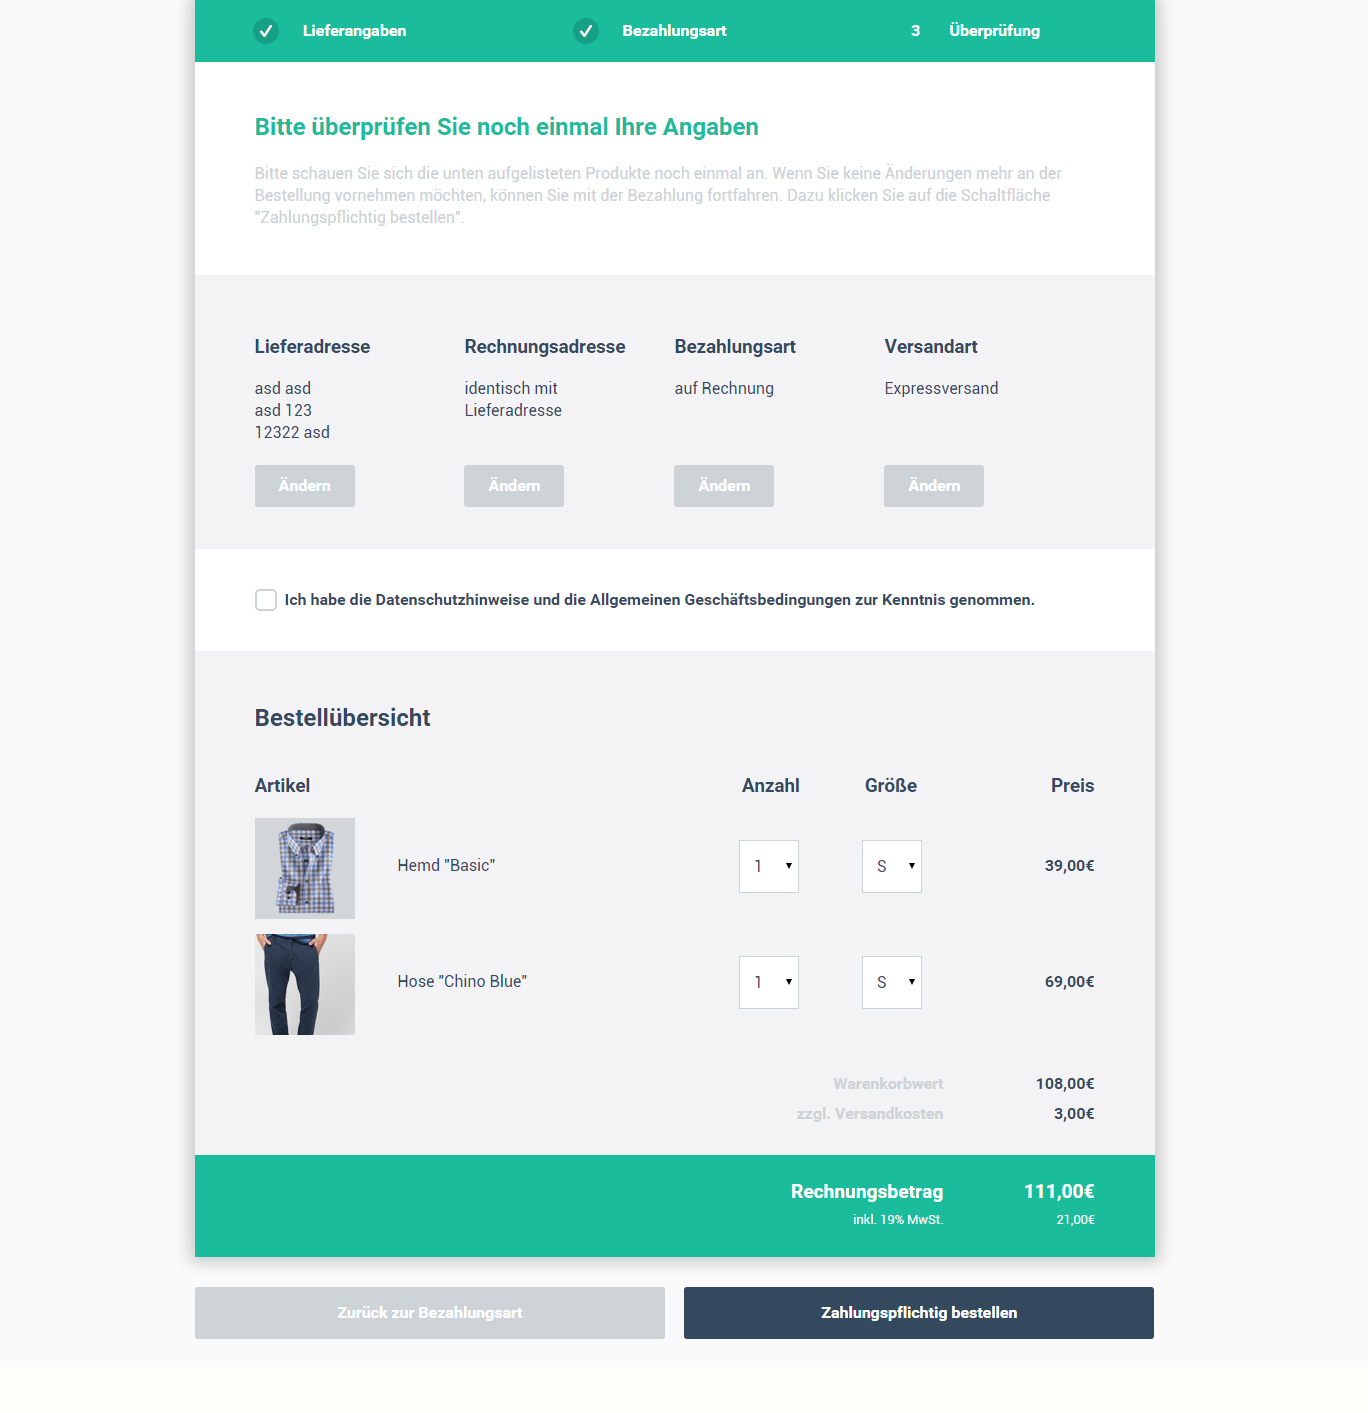 Lieferangaben
Bezahlungsart
3 Überprüfung
Bitte überprüfen Sie noch einmal Ihre Angaben
Bitte schauen Sie sich die unten aufgelisteten Produkte noch einmal an. Wenn Sie keine Änderungen mehr an der
Bestellung vornehmen möchten, können Sie mit der Bezahlung fortfahren. Dazu klicken Sie auf die Schaltfläche
"Zahlungspflichtig bestellen".
Lieferadresse
asd asd
asd 123
12322 asd
Ändern
Rechnungsadresse
identisch mit
Lieferadresse
Ändern
Bezahlungsart
auf Rechnung
Ändern
Versandart
Expressversand
Ändern
Ich habe die Datenschutzhinweise und die Allgemeinen Geschäftsbedingungen zur Kenntnis genommen.
Bestellübersicht
Artikel Anzahl Größe Preis
Hemd "Basic" 1 S 39,00€
Hose "Chino Blue" 1 S 69,00€
Warenkorbwert 108,00€
zzgl. Versandkosten 3,00€
Rechnungsbetrag 111,00€
inkl. 19% MwSt. 21,00€
Zurück zur Bezahlungsart
Zahlungspflichtig bestellen